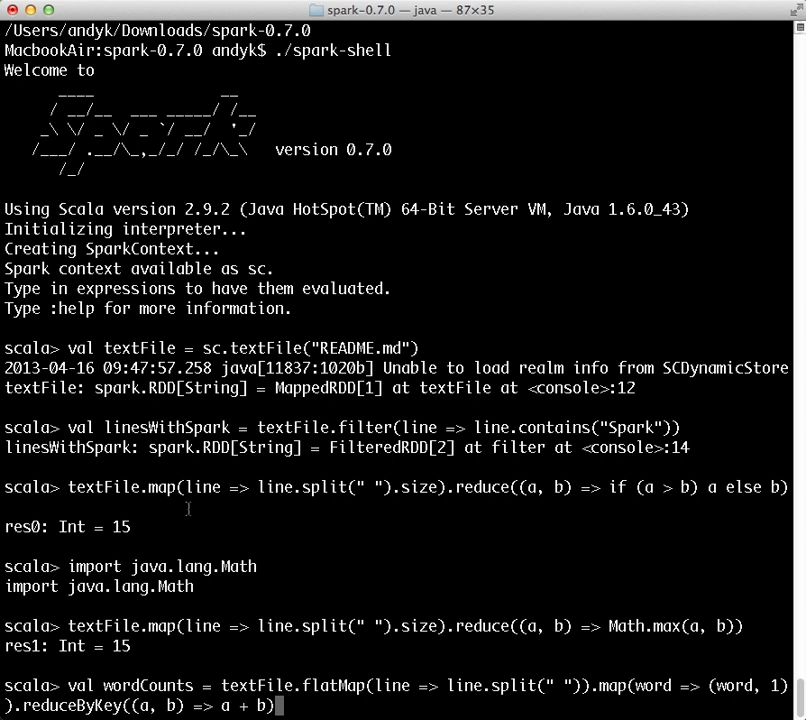 spark-0.7.0 — java — 87×35
/Users/andyk/Downloads/spark-0.7.0
MacbookAir:spark-0.7.0 andyk$ ./spark-shell
Welcome to
      ____              __
     / __/__  ___ _____/ /__
    _\ \/ _ \/ _ `/ __/  '_/
   /___/ .__/\_,_/_/ /_/\_\   version 0.7.0
      /_/
Using Scala version 2.9.2 (Java HotSpot(TM) 64-Bit Server VM, Java 1.6.0_43)
Initializing interpreter...
Creating SparkContext...
Spark context available as sc.
Type in expressions to have them evaluated.
Type :help for more information.
scala> val textFile = sc.textFile("README.md")
2013-04-16 09:47:57.258 java[11837:1020b] Unable to load realm info from SCDynamicStore
textFile: spark.RDD[String] = MappedRDD[1] at textFile at <console>:12
scala> val linesWithSpark = textFile.filter(line => line.contains("Spark"))
linesWithSpark: spark.RDD[String] = FilteredRDD[2] at filter at <console>:14
scala> textFile.map(line => line.split(" ").size).reduce((a, b) => if (a > b) a else b)
res0: Int = 15
scala> import java.lang.Math
import java.lang.Math
scala> textFile.map(line => line.split(" ").size).reduce((a, b) => Math.max(a, b))
res1: Int = 15
scala> val wordCounts = textFile.flatMap(line => line.split(" ")).map(word => (word, 1)
).reduceByKey((a, b) => a + b)